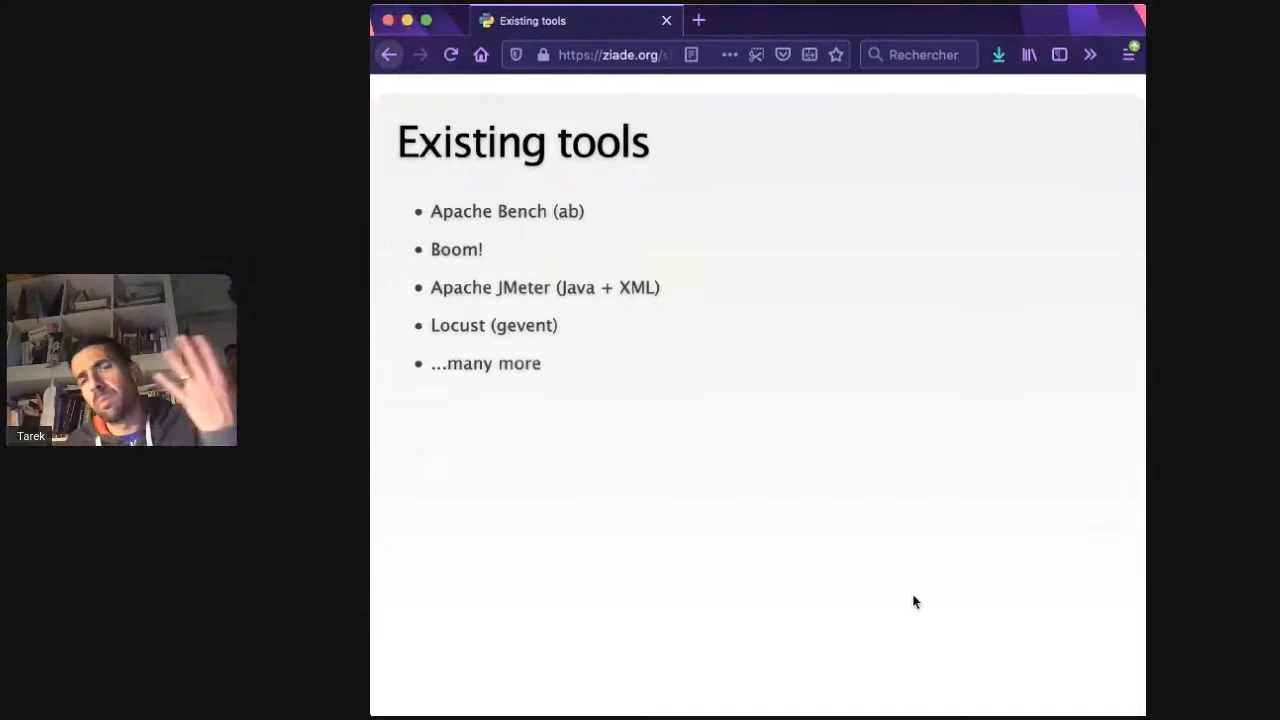 Existing tools
https://ziade.org/s
Rechercher
Existing tools
• Apache Bench (ab)
• Boom!
• Apache JMeter (Java + XML)
• Locust (gevent)
• ...many more
Tarek